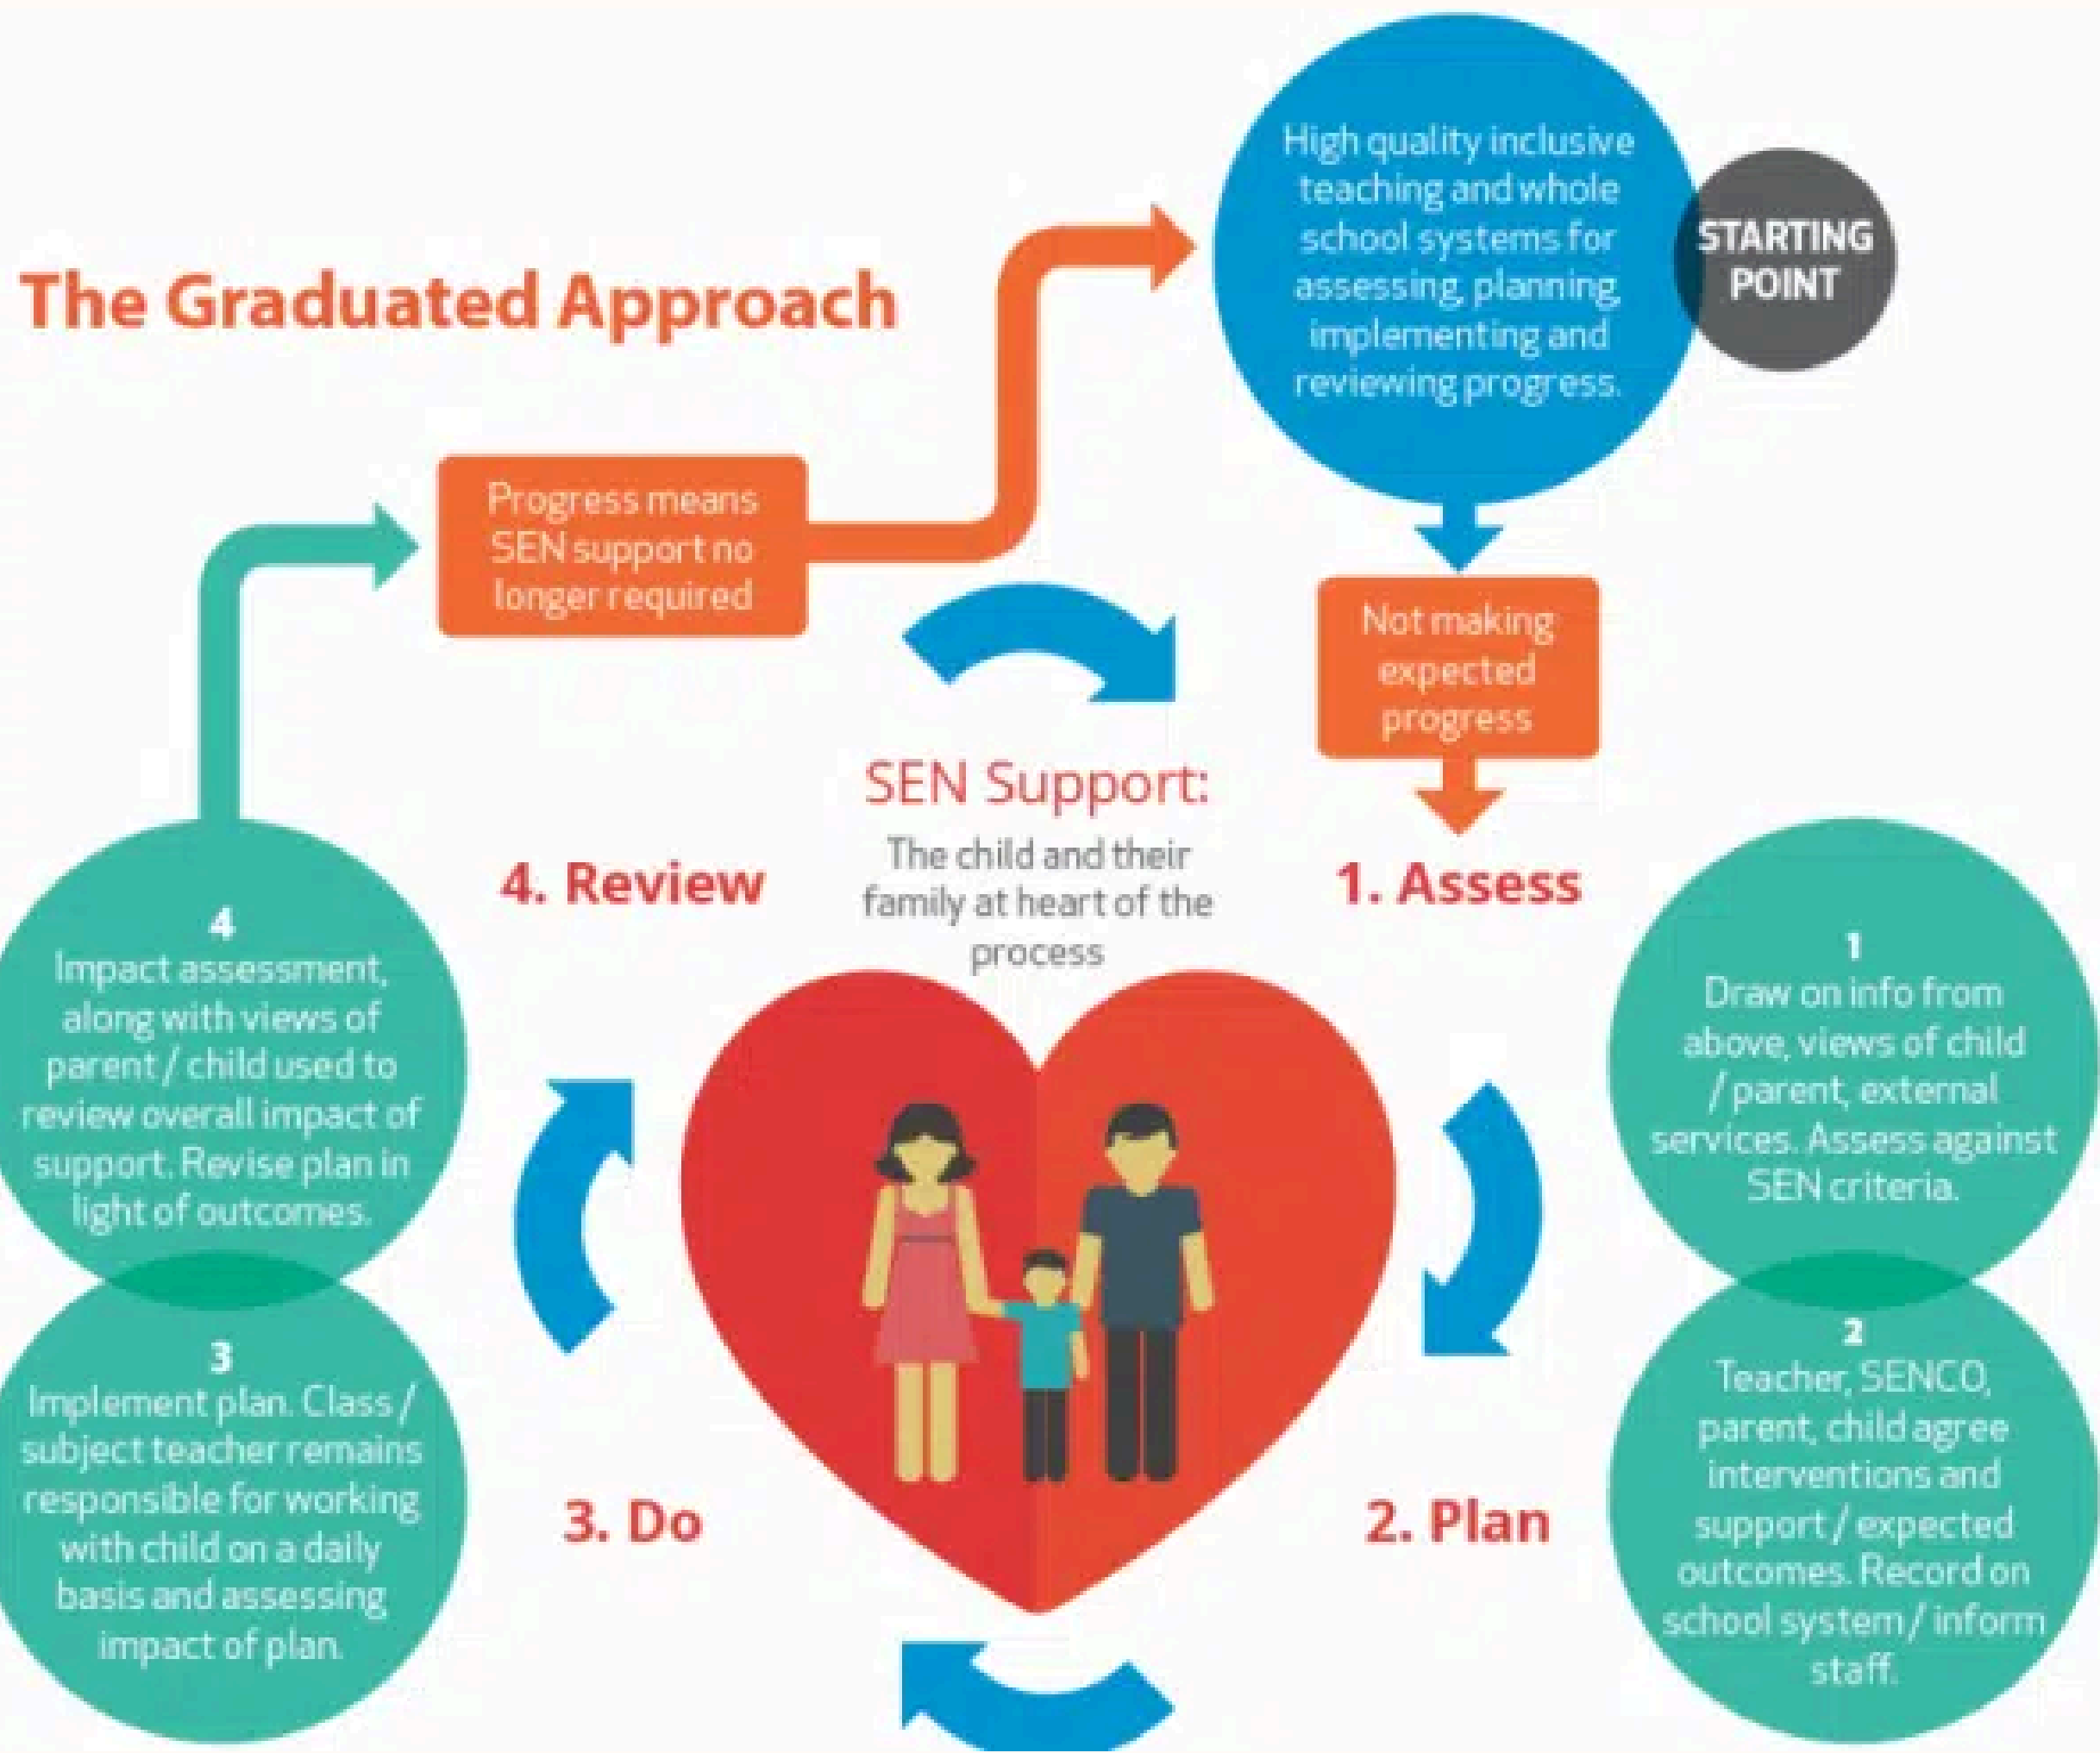 The Graduated Approach
High quality inclusive
teaching and whole
school systems for
assessing, planning,
implementing and
reviewing progress.
STARTING
POINT
Not making
expected
progress
Progress means
SEN support no
longer required
SEN Support:
The child and their
family at heart of the
process
1. Assess
1
Draw on info from
above, views of child
/ parent, external
services. Assess against
SEN criteria.
2. Plan
2
Teacher, SENCO,
parent, child agree
interventions and
support / expected
outcomes. Record on
school system / inform
staff.
3. Do
3
Implement plan. Class /
subject teacher remains
responsible for working
with child on a daily
basis and assessing
impact of plan.
4. Review
4
Impact assessment,
along with views of
parent / child used to
review overall impact of
support. Revise plan in
light of outcomes.